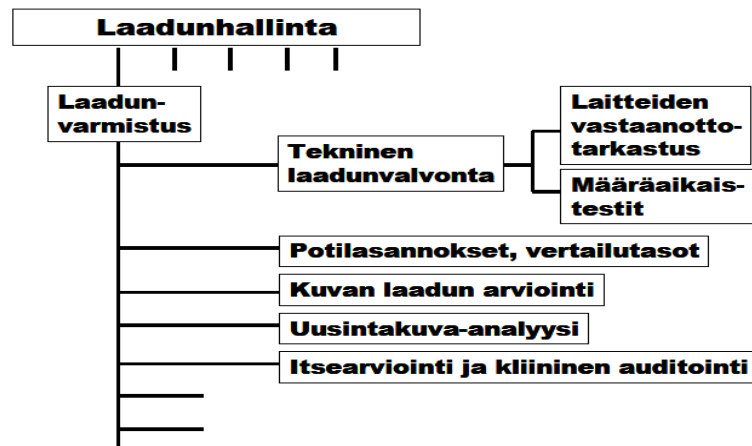 Laadunhallinta
Laadun-
varmistus
Tekninen
laadunvalvonta
Laitteiden
vastaanotto-
tarkastus
Määräaikais-
testit
Potilasannokset, vertailutasot
Kuvan laadun arviointi
Uusintakuva-analyysi
Itsearviointi ja kliininen auditointi